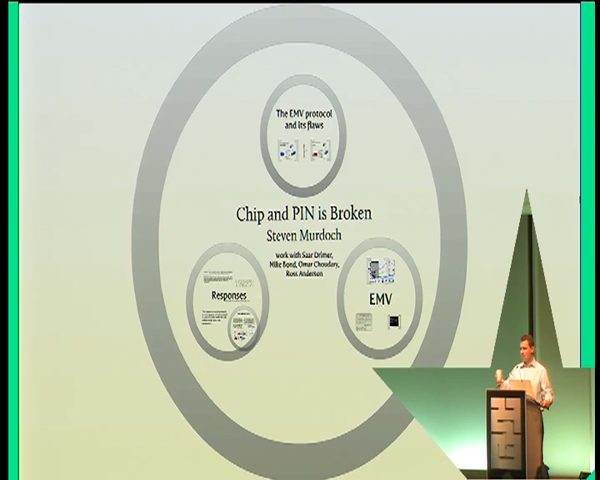 The EMV protocol
and its flaws
Chip and PIN is Broken
Steven Murdoch
work with Saar Drimer,
Mike Bond, Omar Choudary,
Ross Anderson
Responses
EMV